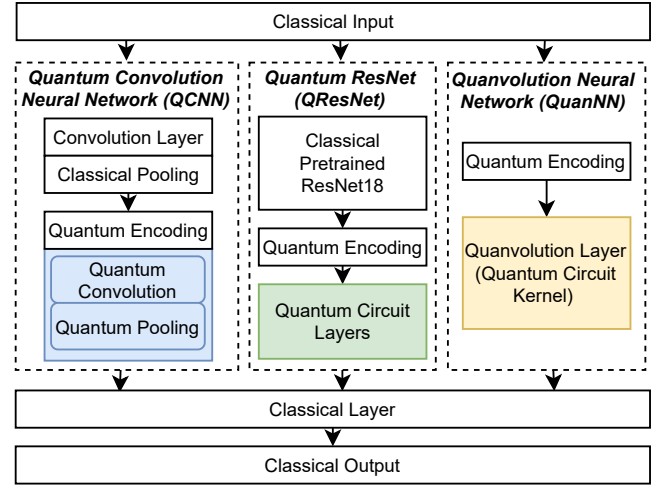 Classical Input
Quantum Convolution
Neural Network (QCNN)
Convolution Layer
Classical Pooling
Quantum Encoding
Quantum
Convolution
Quantum Pooling
Quantum ResNet
(QResNet)
Classical
Pretrained
ResNet18
Quantum Encoding
Quantum Circuit
Layers
Quanvolution Neural
Network (QuanNN)
Quantum Encoding
Quanvolution Layer
(Quantum Circuit
Kernel)
Classical Layer
Classical Output